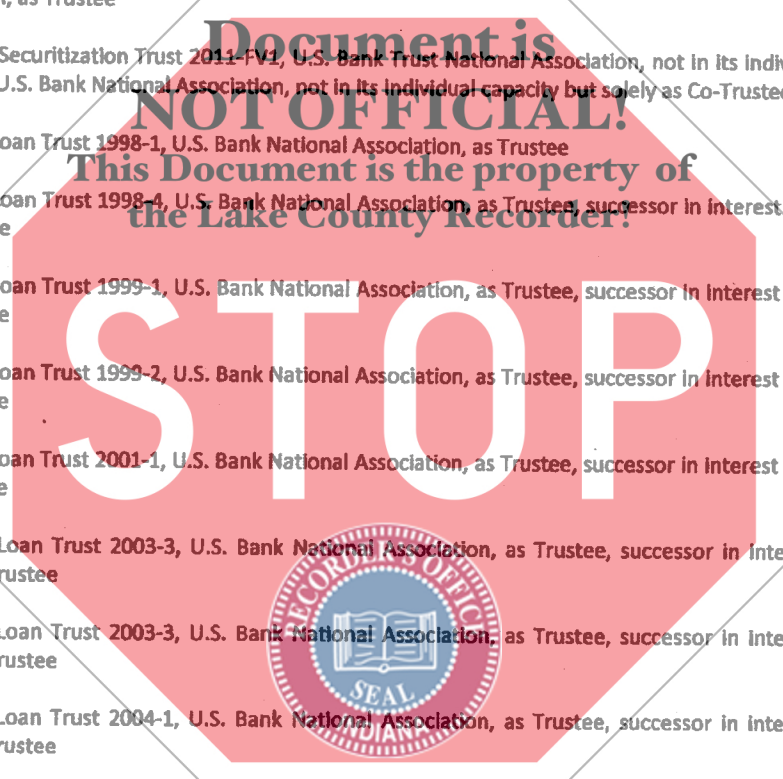 , as Trustee
Document is
Securitization Trust 2011-FV1, U.S. Bank Trust National Association, not in its indiv
U.S. Bank National Association, not in its individual capacity but solely as Co-Trustee
NOT OFFICIAL!
oan Trust 1998-1, U.S. Bank National Association, as Trustee
This Document is the property of
oan Trust 1998-4, U.S. Bank National Association, as Trustee, successor in interest
the Lake County Recorder!
e
oan Trust 1999-1, U.S. Bank National Association, as Trustee, successor in interest
e
STOP
oan Trust 1999-2, U.S. Bank National Association, as Trustee, successor in interest
e
oan Trust 2001-1, U.S. Bank National Association, as Trustee, successor in interest
e
Loan Trust 2003-3, U.S. Bank National Association, as Trustee, successor in inte
rustee
RECORDER'S OFFICE
Loan Trust 2003-3, U.S. Bank National Association, as Trustee, successor in inte
rustee
SEAL
INDIANA
Loan Trust 2004-1, U.S. Bank National Association, as Trustee, successor in inte
rustee